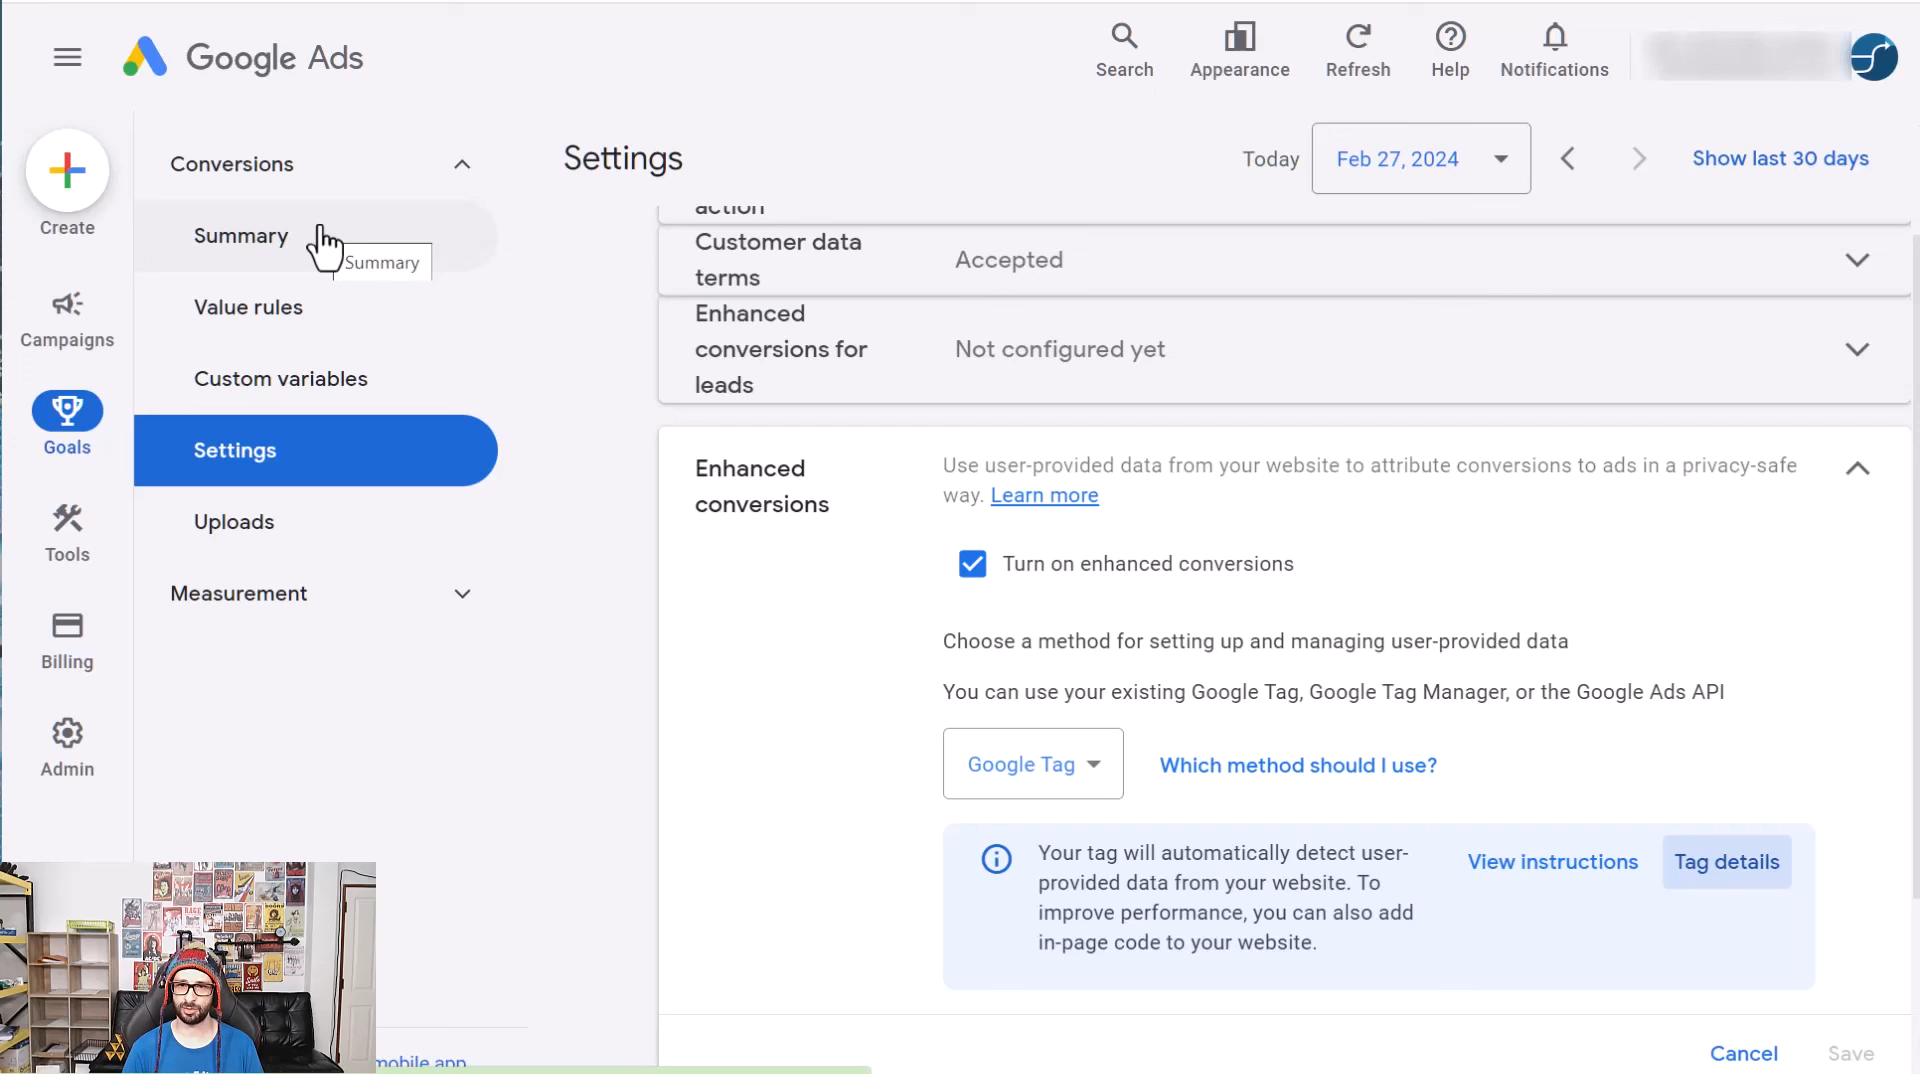 Google Ads
Search
Appearance
Refresh
Help
Notifications
Create
Campaigns
Goals
Tools
Billing
Admin
Conversions
Summary
Summary
Value rules
Custom variables
Settings
Uploads
Measurement
mobile app
Settings
Today
Feb 27, 2024
Show last 30 days
action
Customer data
terms
Accepted
Enhanced
conversions for
leads
Not configured yet
Enhanced
conversions
Use user-provided data from your website to attribute conversions to ads in a privacy-safe
way. Learn more
Turn on enhanced conversions
Choose a method for setting up and managing user-provided data
You can use your existing Google Tag, Google Tag Manager, or the Google Ads API
Google Tag
Which method should I use?
Your tag will automatically detect user-
provided data from your website. To
improve performance, you can also add
in-page code to your website.
View instructions
Tag details
Cancel
Save